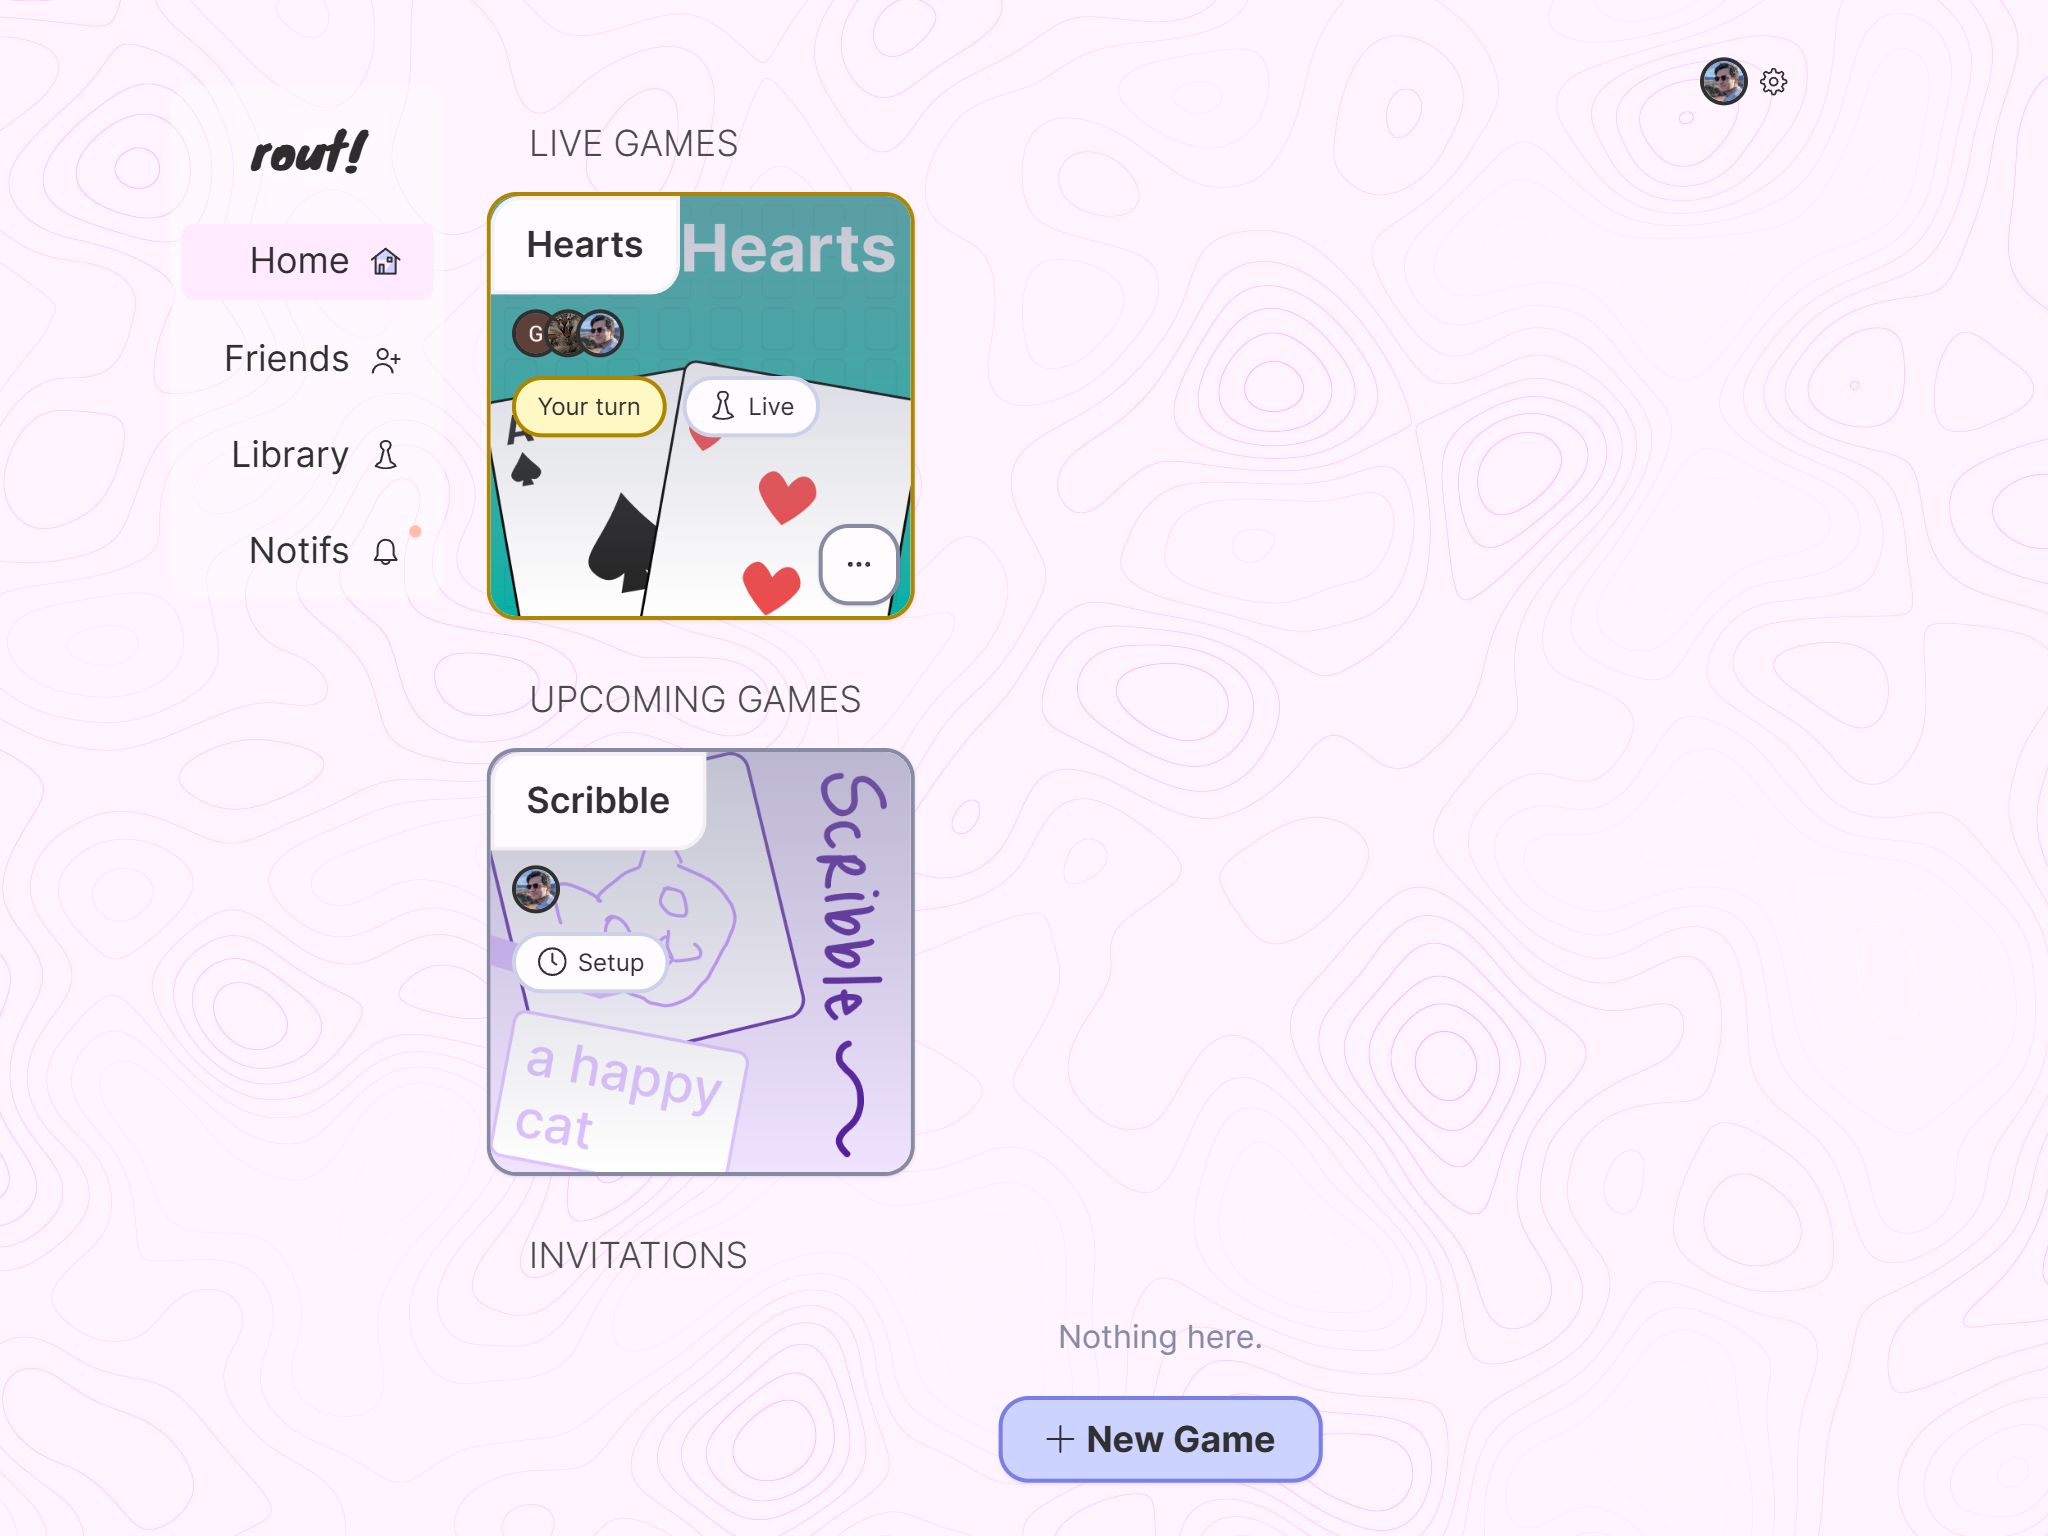 rout!
Home
Friends
Library
Notifs
LIVE GAMES
Hearts
Hearts
G
Your turn
Live
A
UPCOMING GAMES
Scribble
Scribble
Setup
a happy
cat
INVITATIONS
Nothing here.
New Game